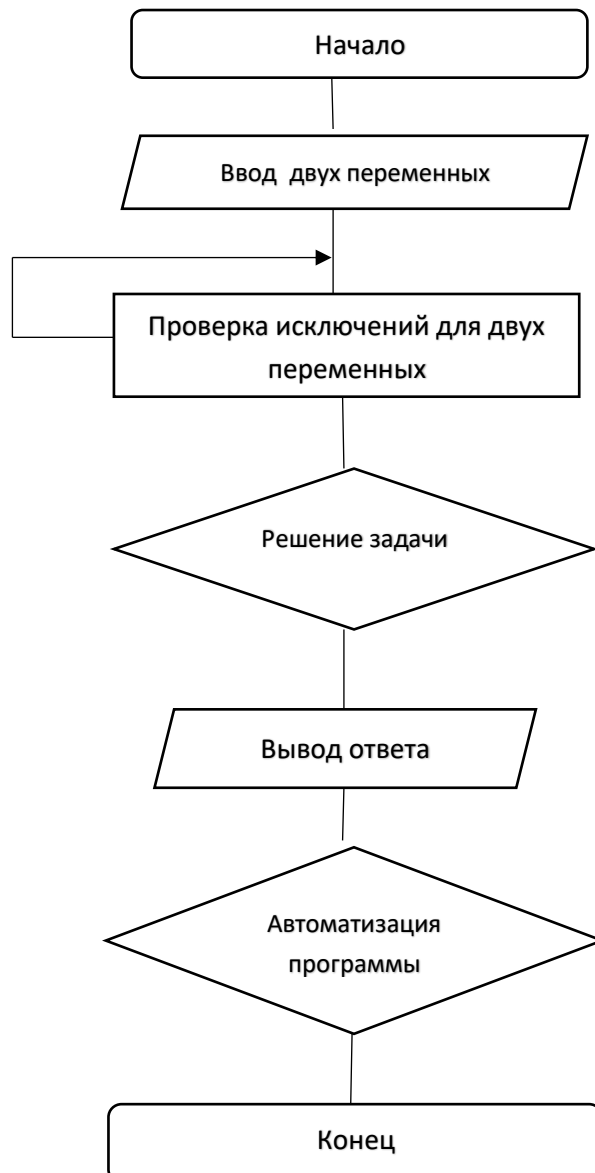 Начало
Ввод двух переменных
Проверка исключений для двух
переменных
Решение задачи
Вывод ответа
Автоматизация
программы
Конец